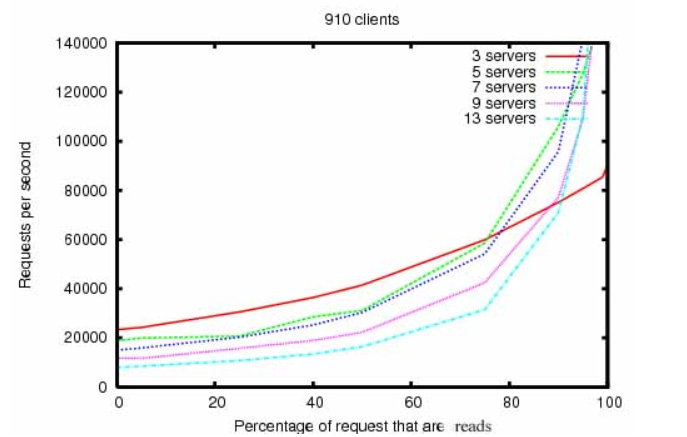 910 clients
140000
120000
100000
80000
60000
40000
20000
0
Requests per second
3 servers
5 servers
7 servers
9 servers
13 servers
0 20 40 60 80 100
Percentage of request that are reads